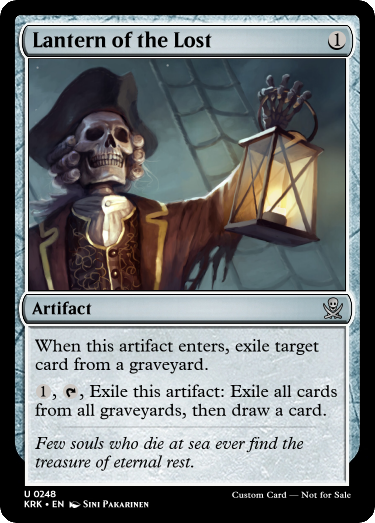 Lantern of the Lost 1
Artifact
When this artifact enters, exile target
card from a graveyard.
1, , Exile this artifact: Exile all cards
from all graveyards, then draw a card.
Few souls who die at sea ever find the
treasure of eternal rest.
U 0248
KRK • EN Sini Pakarinen
Custom Card — Not for Sale